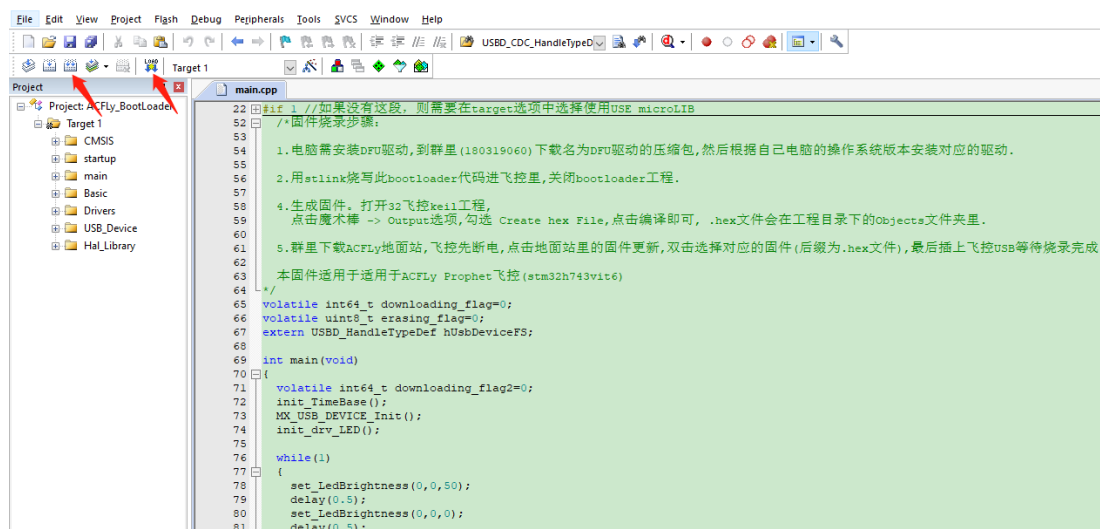 File Edit View Project Flash Debug Peripherals Tools SVCS Window Help
USBD_CDC_HandleTypeD
Target 1
Project
main.cpp
Project: ACFly_BootLoader
Target 1
CMSIS
startup
main
Basic
Drivers
USB_Device
Hal_Library
22 #if 1 //如果没有这段，则需要在target选项中选择使用USE microLIB
52 /*固件烧录步骤：
53
54 1.电脑需安装DFU驱动,到群里(180319060)下载名为DFU驱动的压缩包,然后根据自己电脑的操作系统版本安装对应的驱动.
55
56 2.用stlink烧写此bootloader代码进飞控里,关闭bootloader工程.
57
58 4.生成固件。打开32飞控keil工程,
59 点击魔术棒 -> Output选项,勾选 Create hex File,点击编译即可, .hex文件会在工程目录下的Objects文件夹里.
60
61 5.群里下载ACFLy地面站,飞控先断电,点击地面站里的固件更新,双击选择对应的固件(后缀为.hex文件),最后插上飞控USB等待烧录完成
62
63 本固件适用于适用于ACFLy Prophet飞控(stm32h743vit6)
64 */
65 volatile int64_t downloading_flag=0;
66 volatile uint8_t erasing_flag=0;
67 extern USBD_HandleTypeDef hUsbDeviceFS;
68
69 int main(void)
70 {
71 volatile int64_t downloading_flag2=0;
72 init_TimeBase();
73 MX_USB_DEVICE_Init();
74 init_drv_LED();
75
76 while(1)
77 {
78 set_LedBrightness(0,0,50);
79 delay(0.5);
80 set_LedBrightness(0,0,0);
81 delay(0.5);